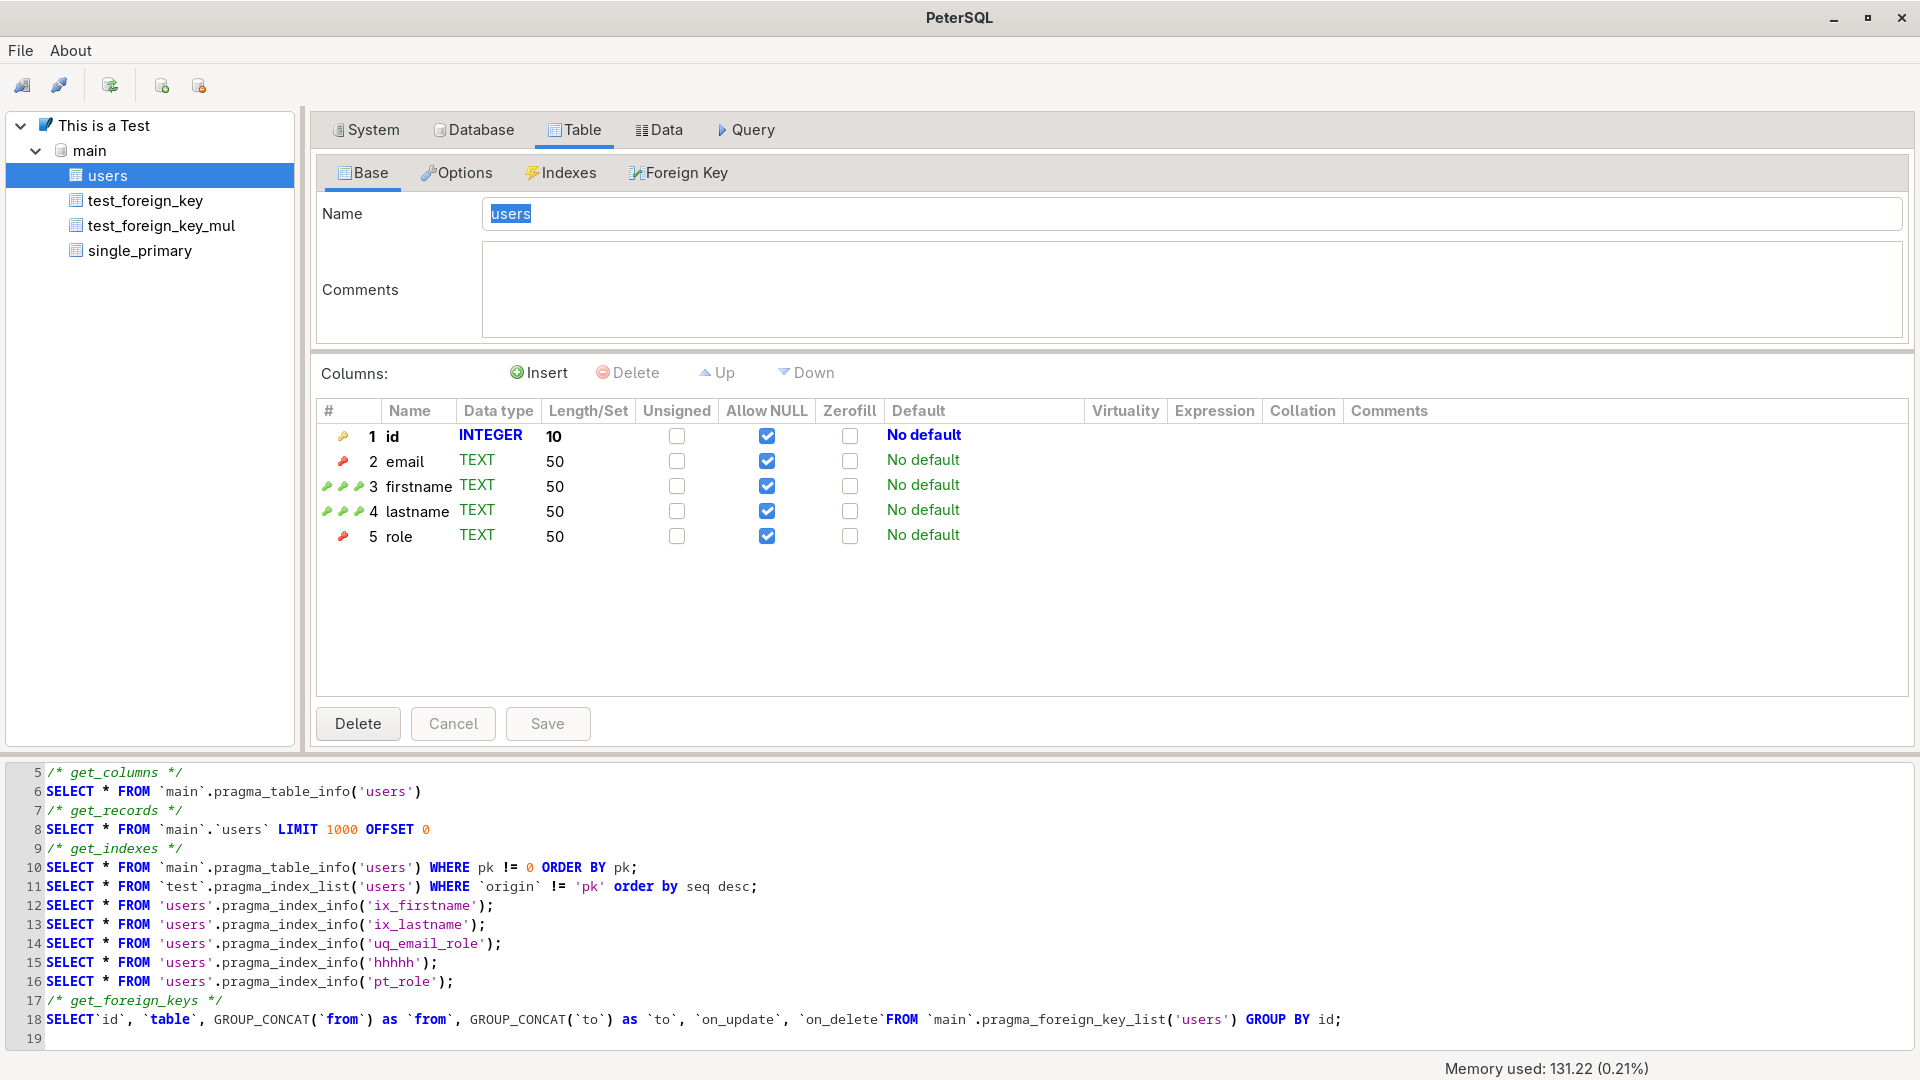 PeterSQL
File About
This is a Test
main
users
test_foreign_key
test_foreign_key_mul
single_primary
System Database Table Data Query
Base Options Indexes Foreign Key
Name users
Comments
Columns: Insert Delete Up Down
# Name Data type Length/Set Unsigned Allow NULL Zerofill Default Virtuality Expression Collation Comments
1 id INTEGER 10 No default
2 email TEXT 50 No default
3 firstname TEXT 50 No default
4 lastname TEXT 50 No default
5 role TEXT 50 No default
Delete Cancel Save
5 /* get_columns */
6 SELECT * FROM `main`.pragma_table_info('users')
7 /* get_records */
8 SELECT * FROM `main`.`users` LIMIT 1000 OFFSET 0
9 /* get_indexes */
10 SELECT * FROM `main`.pragma_table_info('users') WHERE pk != 0 ORDER BY pk;
11 SELECT * FROM `test`.pragma_index_list('users') WHERE `origin` != 'pk' order by seq desc;
12 SELECT * FROM 'users'.pragma_index_info('ix_firstname');
13 SELECT * FROM 'users'.pragma_index_info('ix_lastname');
14 SELECT * FROM 'users'.pragma_index_info('uq_email_role');
15 SELECT * FROM 'users'.pragma_index_info('hhhhh');
16 SELECT * FROM 'users'.pragma_index_info('pt_role');
17 /* get_foreign_keys */
18 SELECT`id`, `table`, GROUP_CONCAT(`from`) as `from`, GROUP_CONCAT(`to`) as `to`, `on_update`, `on_delete`FROM `main`.pragma_foreign_key_list('users') GROUP BY id;
19
Memory used: 131.22 (0.21%)